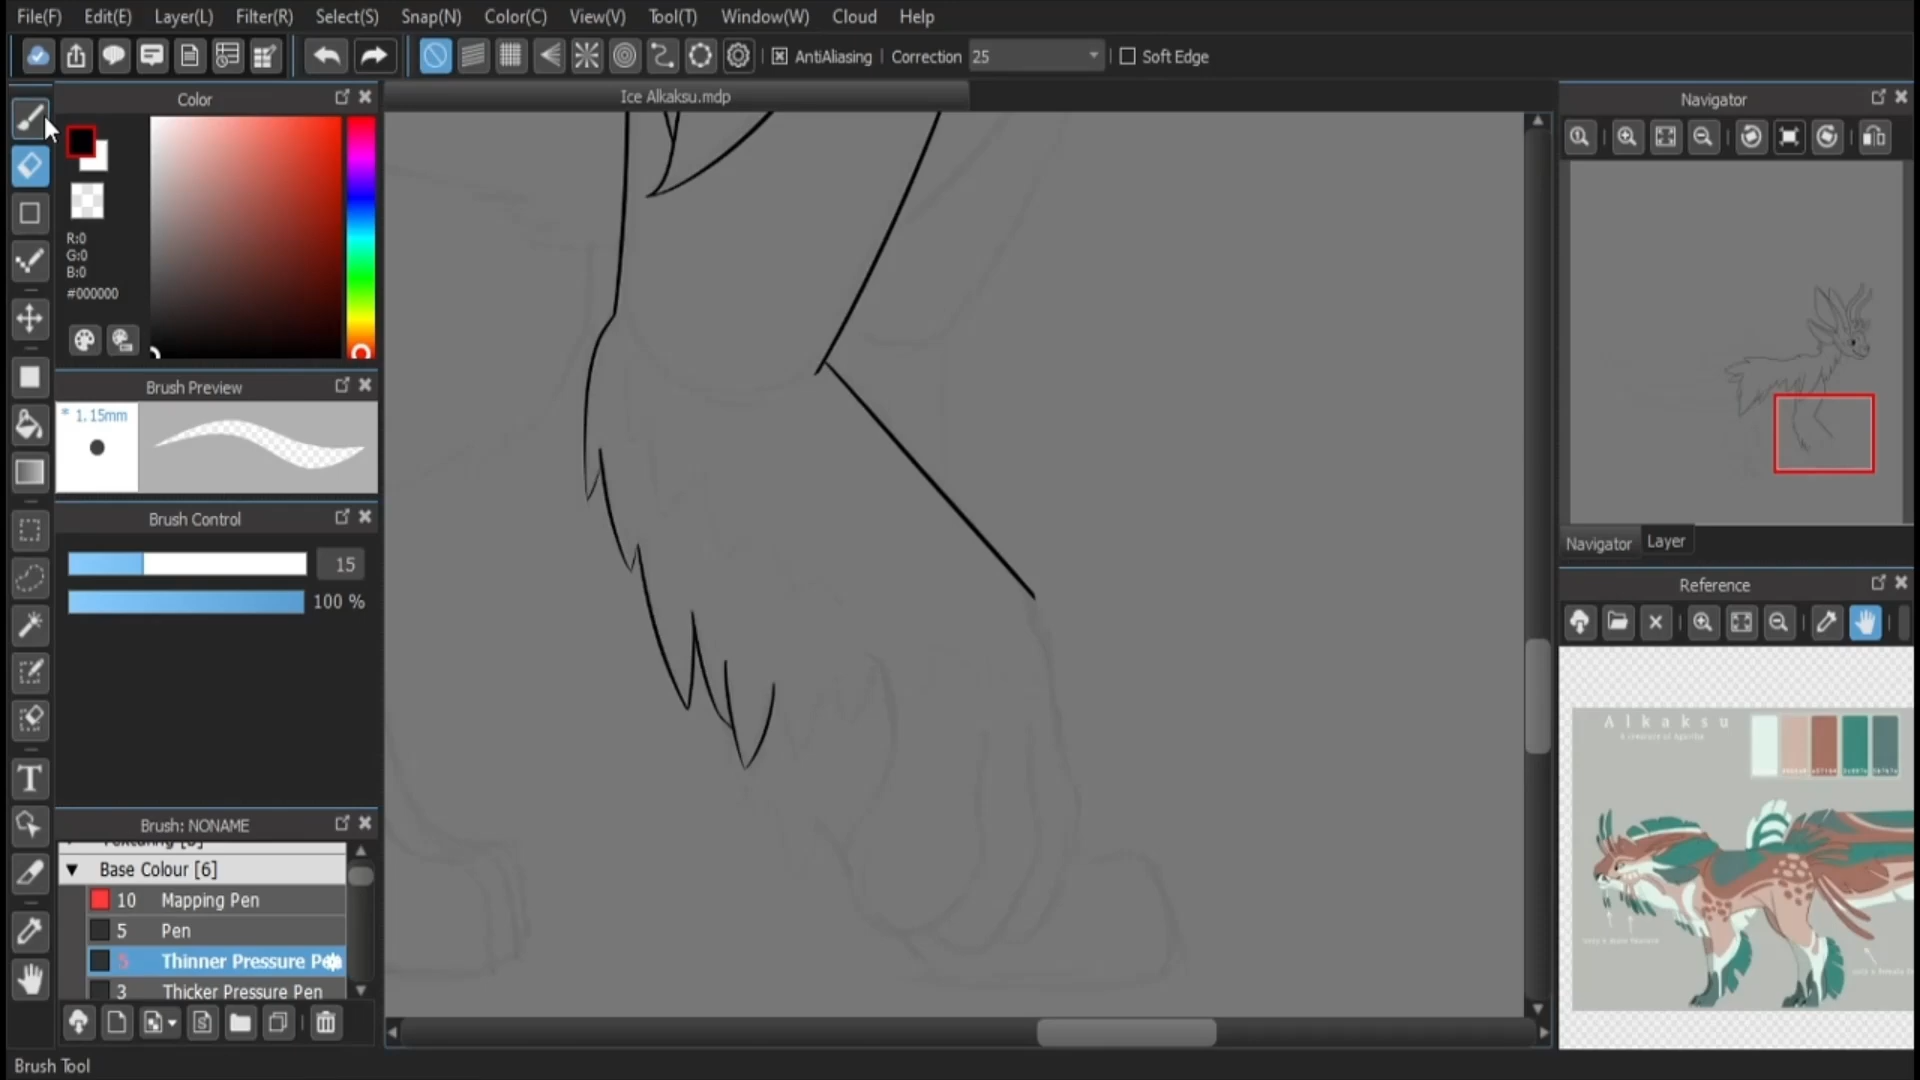 File(F) Edit(E) Layer(L) Filter(R) Select(S) Snap(N) Color(C) View(V) Tool(T) Window(W) Cloud Help
AntiAliasing Correction 25 Soft Edge
Color
Ice Alkaksu.mdp
Navigator
R:0
G:0
B:0
#000000
Brush Preview
* 1.15mm
Brush Control
15
100 %
Navigator Layer
Reference
Alkaksu
Brush: NONAME
Base Colour [6]
10 Mapping Pen
5 Pen
5 Thinner Pressure
3 Thicker Pressure Pen
T
Brush Tool